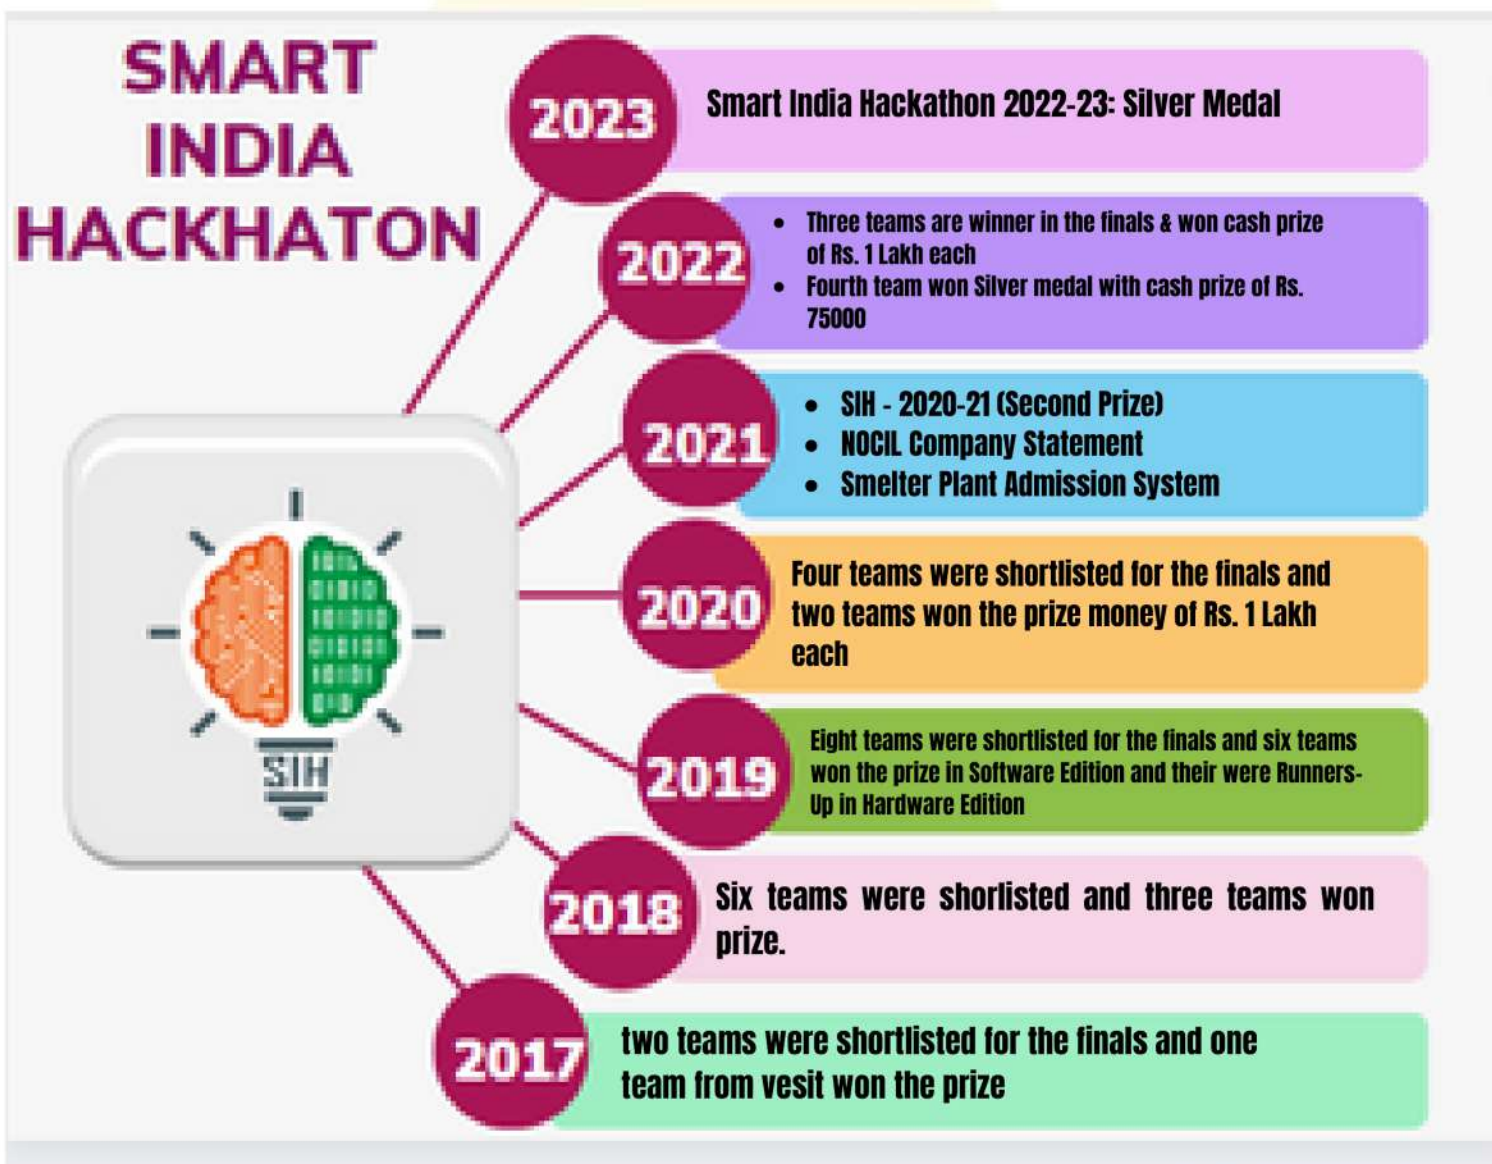 SMART
INDIA
HACKHATON
2023
Smart India Hackathon 2022-23: Silver Medal
2022
• Three teams are winner in the finals & won cash prize
of Rs. 1 Lakh each
• Fourth team won Silver medal with cash prize of Rs.
75000
2021
• SIH - 2020-21 (Second Prize)
• NOCIL Company Statement
• Smelter Plant Admission System
2020
Four teams were shortlisted for the finals and
two teams won the prize money of Rs. 1 Lakh
each
2019
Eight teams were shortlisted for the finals and six teams
won the prize in Software Edition and their were Runners-
Up in Hardware Edition
2018
Six teams were shorlisted and three teams won
prize.
2017
two teams were shortlisted for the finals and one
team from vesit won the prize
SIH